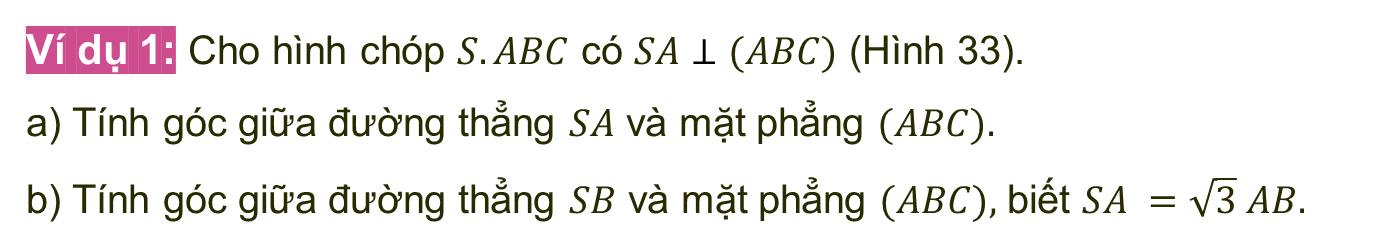 Ví dụ 1: Cho hình chóp S.ABC có SA ⊥ (ABC) (Hình 33).
a) Tính góc giữa đường thẳng SA và mặt phẳng (ABC).
b) Tính góc giữa đường thẳng SB và mặt phẳng (ABC), biết SA = √3 AB.